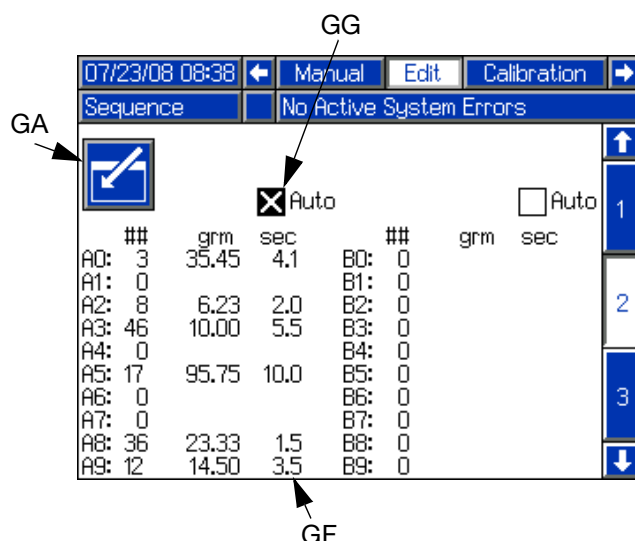 GG
07/23/08 08:38 Manual Edit Calibration
Sequence No Active System Errors
GA
Auto Auto
1
## grm sec ## grm sec
A0: 3 35.45 4.1 B0: 0
A1: 0 B1: 0
A2: 8 6.23 2.0 B2: 0
2
A3: 46 10.00 5.5 B3: 0
A4: 0 B4: 0
A5: 17 95.75 10.0 B5: 0
A6: 0 B6: 0
3
A7: 0 B7: 0
A8: 36 23.33 1.5 B8: 0
A9: 12 14.50 3.5 B9: 0